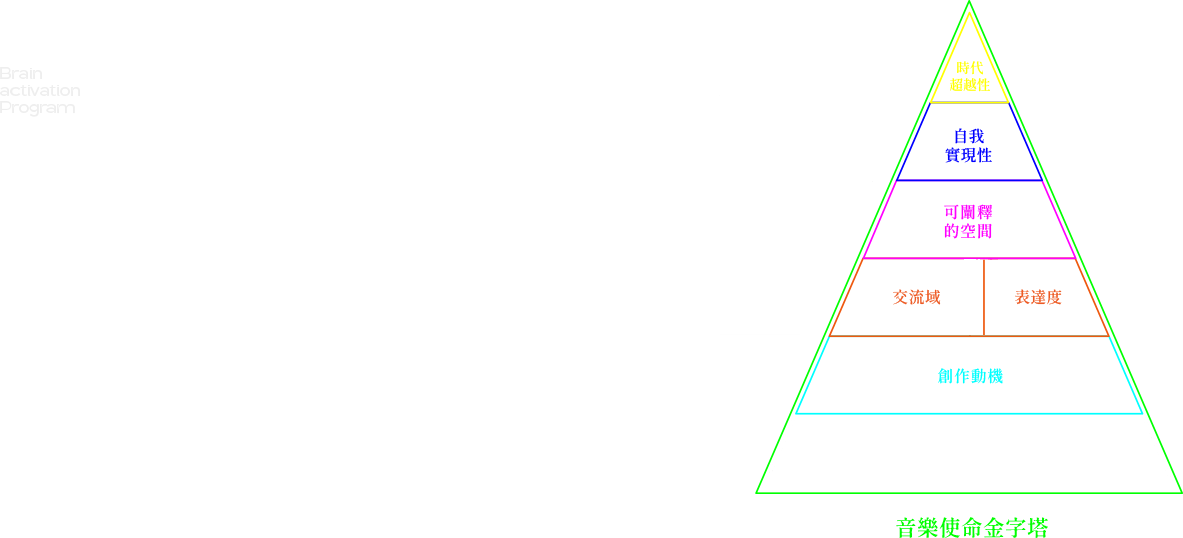 Brain
activation
Program
時代
超越性
自我
實現性
可闡釋
的空間
交流域
表達度
創作動機
音樂使命金字塔